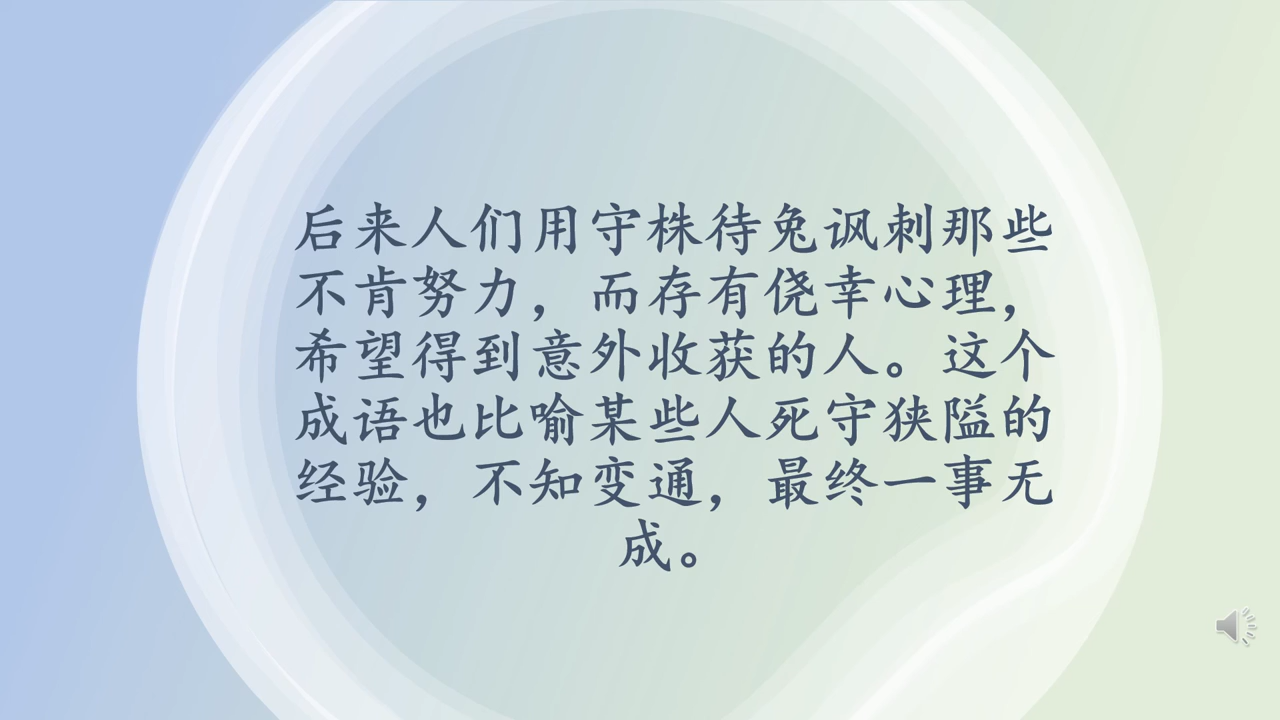 后来人们用守株待兔讽刺那些
不肯努力，而存有侥幸心理，
希望得到意外收获的人。这个
成语也比喻某些人死守狭隘的
经验，不知变通，最终一事无
成。